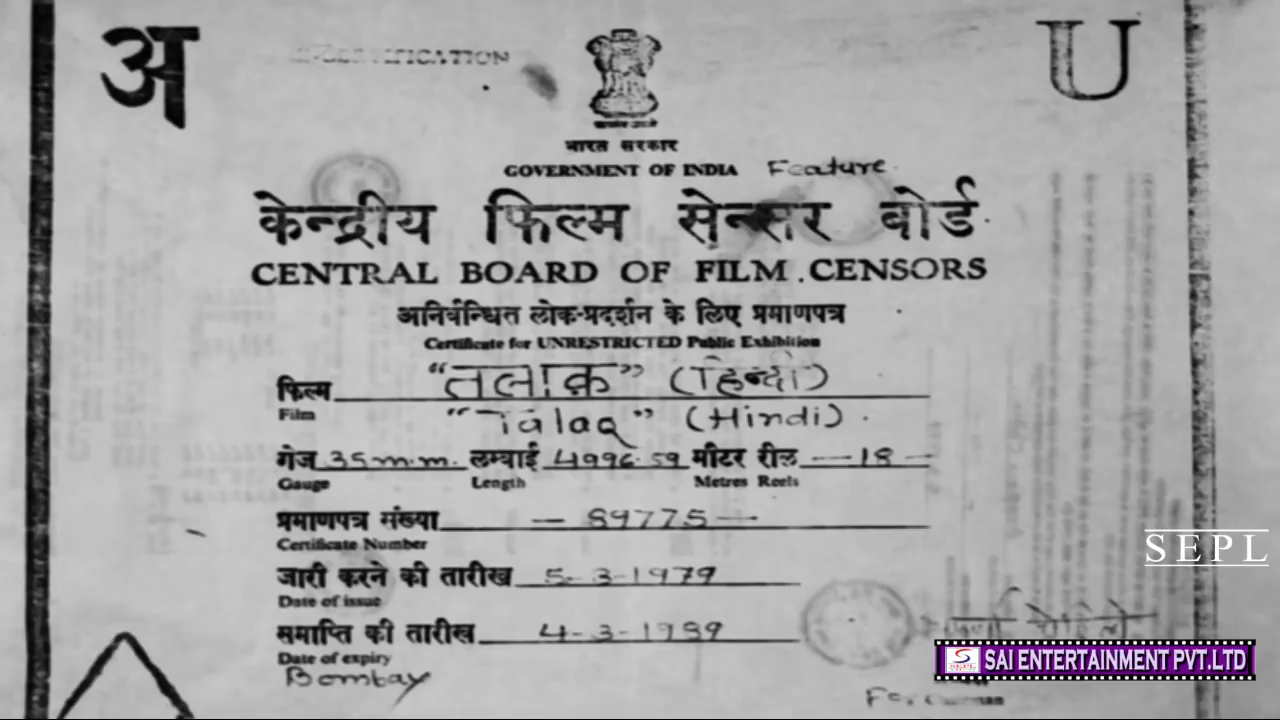 अ U
भारत सरकार
GOVERNMENT OF INDIA Feature
केन्द्रीय फिल्म सेन्सर बोर्ड
CENTRAL BOARD OF FILM CENSORS
अनिर्बन्धित लोक-प्रदर्शन के लिए प्रमाणपत्र
Certificate for UNRESTRICTED Public Exhibition
फिल्म "तलाक़" (हिन्दी)
Film "Talaq" (Hindi).
गेज 35 m.m. लम्बाई 4996.59 मीटर रील —18—
Gauge Length Metres Reels
प्रमाणपत्र संख्या — 89775 —
Certificate Number
SEPL
जारी करने की तारीख 5-3-1979
Date of issue
समाप्ति की तारीख 4-3-1989
Date of expiry
Bombay
SAI ENTERTAINMENT PVT.LTD
For Chairman